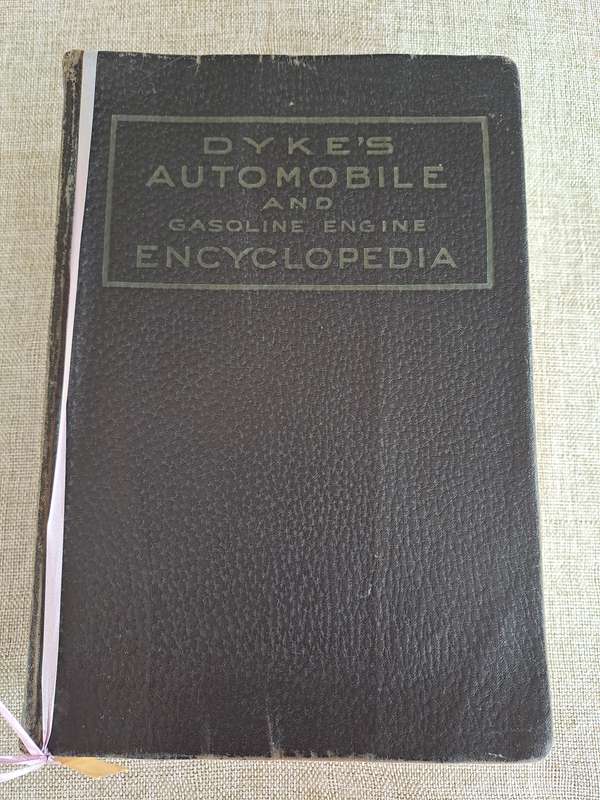 DYKE'S
AUTOMOBILE
AND
GASOLINE ENGINE
ENCYCLOPEDIA